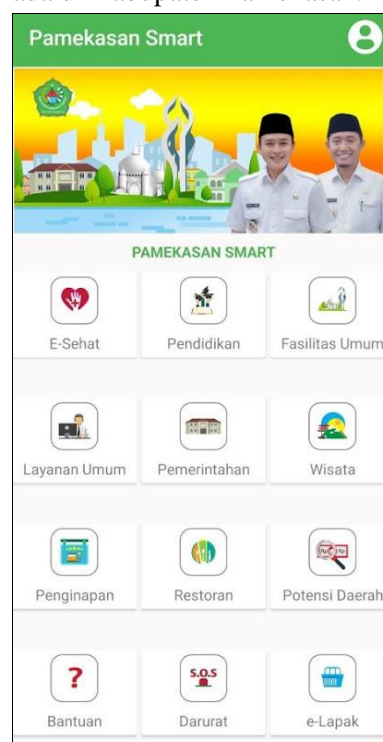 Pamekasan Smart
PAMEKASAN SMART
E-Sehat
Pendidikan
Fasilitas Umum
Layanan Umum
Pemerintahan
Wisata
Penginapan
Restoran
Potensi Daerah
?
Bantuan
S.O.S
Darurat
e-Lapak